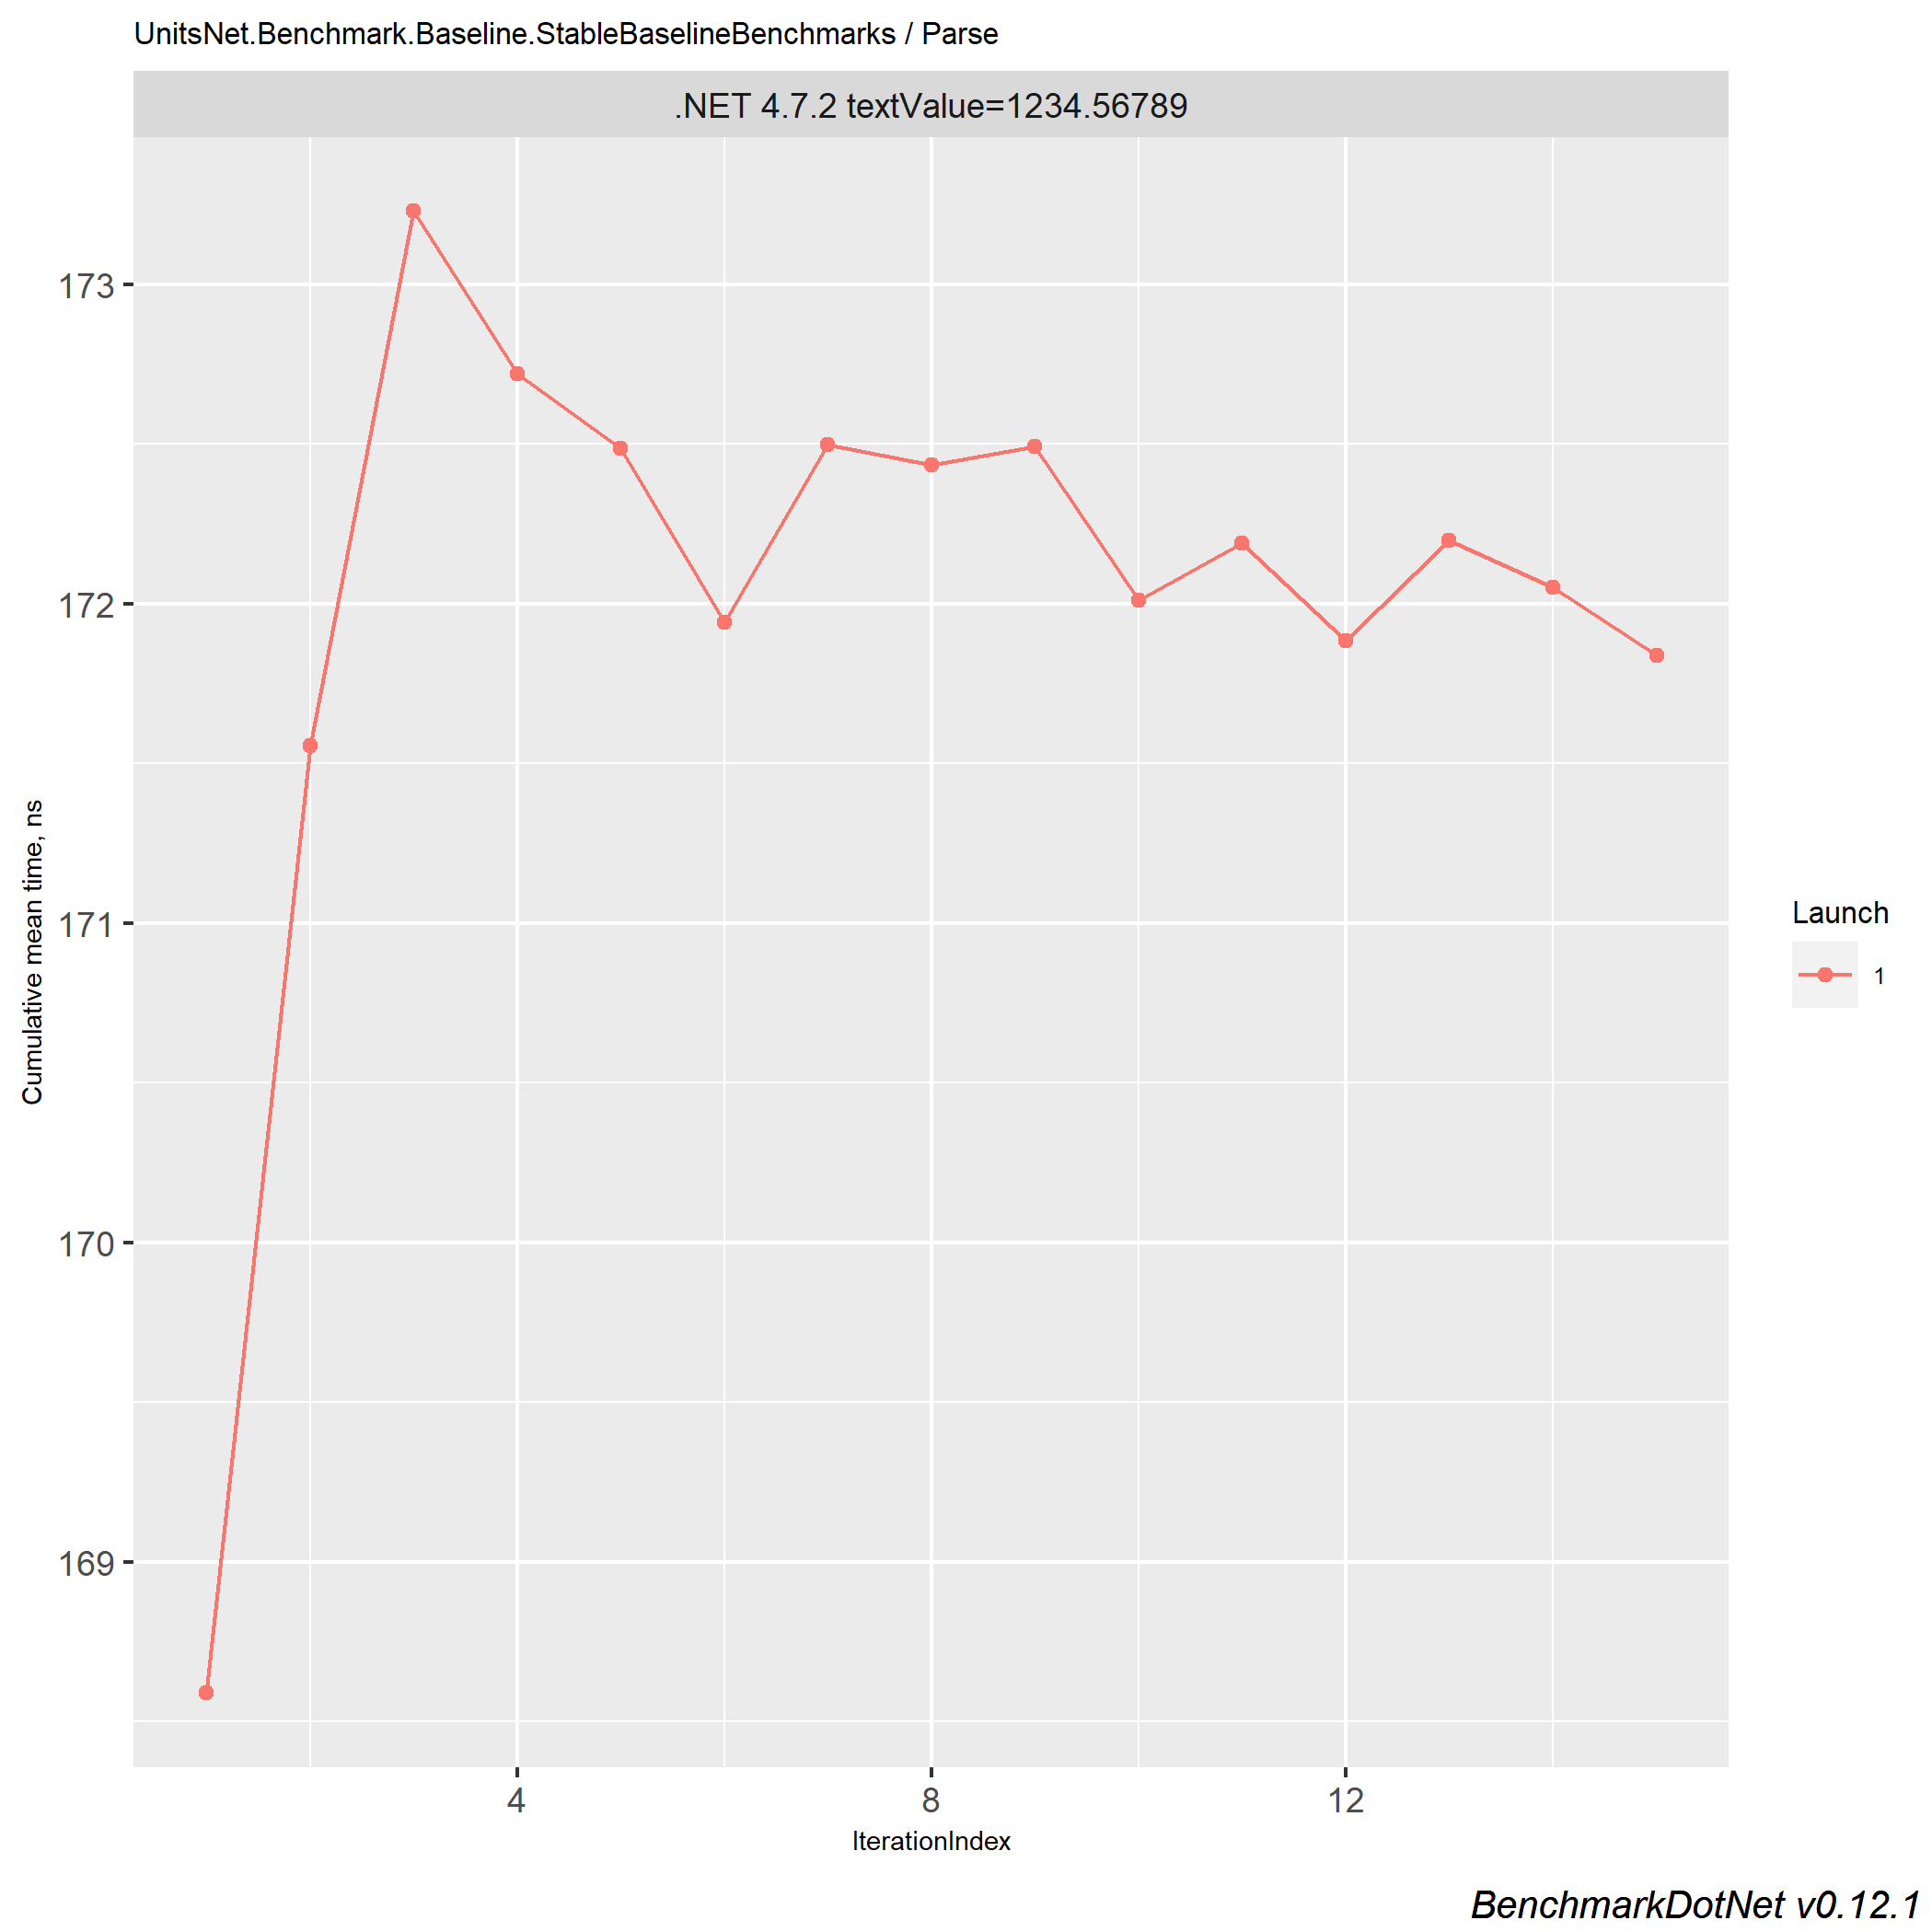 UnitsNet.Benchmark.Baseline.StableBaselineBenchmarks / Parse
.NET 4.7.2 textValue=1234.56789
173
172
171
170
169
Cumulative mean time, ns
4
8
12
IterationIndex
Launch
1
BenchmarkDotNet v0.12.1